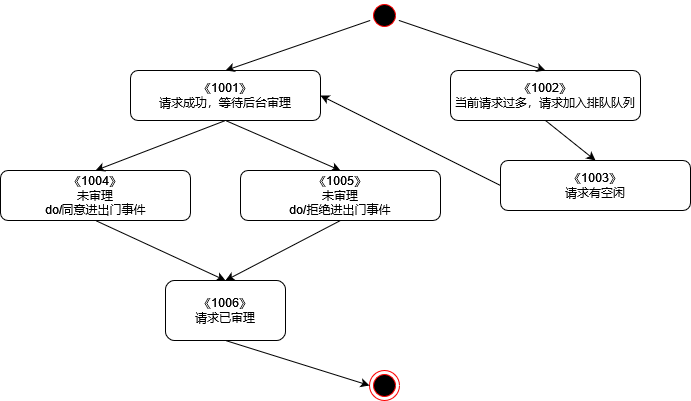 《1001》
请求成功，等待后台审理
《1002》
当前请求过多，请求加入排队队列
《1003》
请求有空闲
《1004》
未审理
do/同意进出门事件
《1005》
未审理
do/拒绝进出门事件
《1006》
请求已审理